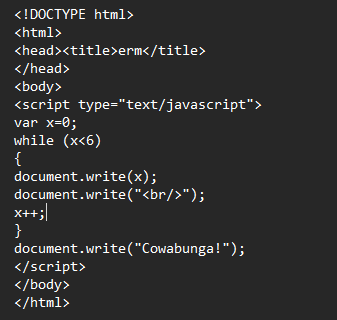 <!DOCTYPE html>
<html>
<head><title>erm</title>
</head>
<body>
<script type="text/javascript">
var x=0;
while (x<6)
{
document.write(x);
document.write("<br/>");
x++;
}
document.write("Cowabunga!");
</script>
</body>
</html>